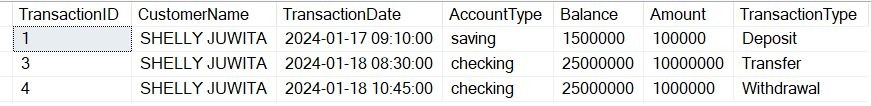 TransactionID CustomerName TransactionDate AccountType Balance Amount TransactionType
1 SHELLY JUWITA 2024-01-17 09:10:00 saving 1500000 100000 Deposit
3 SHELLY JUWITA 2024-01-18 08:30:00 checking 25000000 10000000 Transfer
4 SHELLY JUWITA 2024-01-18 10:45:00 checking 25000000 1000000 Withdrawal